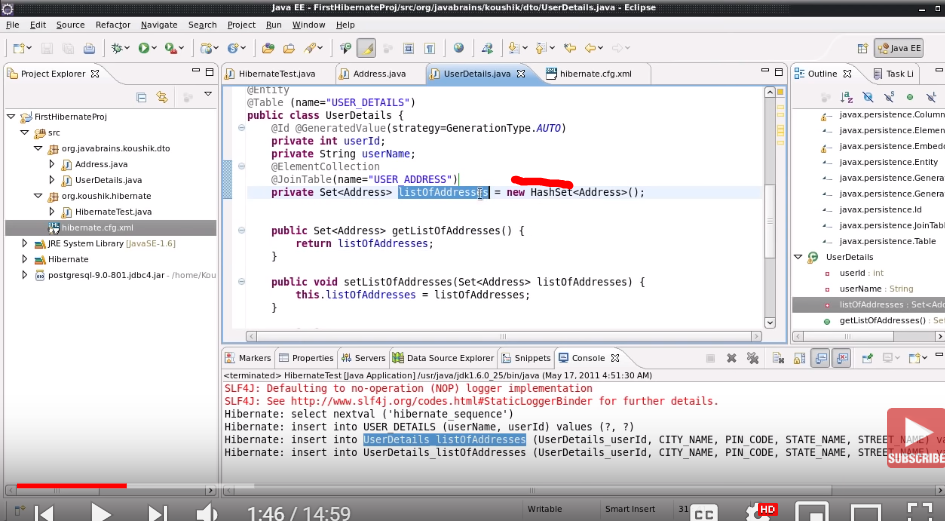 Java EE - FirstHibernateProj/src/org/javabrains/koushik/dto/UserDetails.java - Eclipse
File Edit Source Refactor Navigate Search Project Run Window Help
Java EE
Project Explorer
HibernateTest.java Address.java UserDetails.java hibernate.cfg.xml
Outline Task Li
FirstHibernateProj
src
org.javabrains.koushik.dto
Address.java
UserDetails.java
org.koushik.hibernate
HibernateTest.java
hibernate.cfg.xml
JRE System Library [JavaSE-1.6]
Hibernate
postgresql-9.0-801.jdbc4.jar - /home/Kou
@Entity
@Table (name="USER_DETAILS")
public class UserDetails {
@Id @GeneratedValue(strategy=GenerationType.AUTO)
private int userId;
private String userName;
@ElementCollection
@JoinTable(name="USER_ADDRESS")
private Set<Address> listOfAddresses = new HashSet<Address>();
public Set<Address> getListOfAddresses() {
return listOfAddresses;
}
public void setListOfAddresses(Set<Address> listOfAddresses) {
this.listOfAddresses = listOfAddresses;
}
javax.persistence.Column
javax.persistence.Elemen
javax.persistence.Embed
javax.persistence.Entity
javax.persistence.Genera
javax.persistence.Genera
javax.persistence.Id
javax.persistence.JoinTabl
javax.persistence.Table
UserDetails
userId : int
userName : String
listOfAddresses : Set<Add
getListOfAddresses() : Set
Markers Properties Servers Data Source Explorer Snippets Console
<terminated> HibernateTest [Java Application] /usr/java/jdk1.6.0_25/bin/java (May 17, 2011 4:51:30 AM)
SLF4J: Defaulting to no-operation (NOP) logger implementation
SLF4J: See http://www.slf4j.org/codes.html#StaticLoggerBinder for further details.
Hibernate: select nextval ('hibernate_sequence')
Hibernate: insert into USER_DETAILS (userName, userId) values (?, ?)
Hibernate: insert into UserDetails_listOfAddresses (UserDetails_userId, CITY_NAME, PIN_CODE, STATE_NAME, STREET_NAME) va
Hibernate: insert into UserDetails_listOfAddresses (UserDetails_userId, CITY_NAME, PIN_CODE, STATE_NAME, STREET_NAME) va
SUBSCRIBE
Writable Smart Insert 31
1:46 / 14:59 CC HD